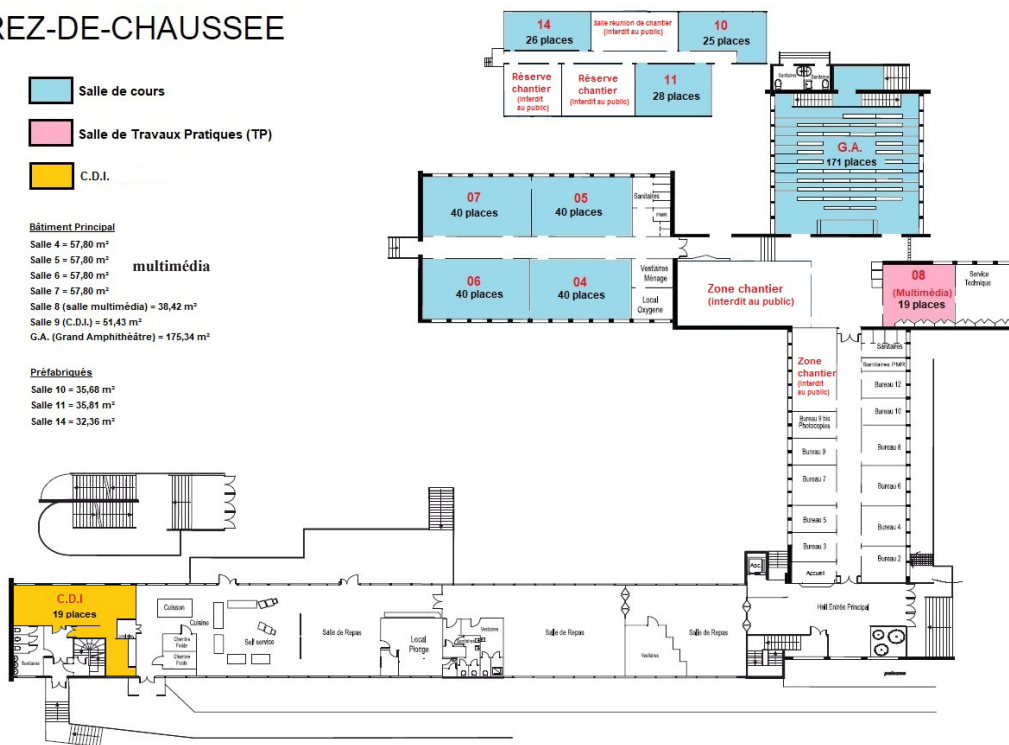 REZ-DE-CHAUSSEE
Salle de cours
Salle de Travaux Pratiques (TP)
C.D.I.
Bâtiment Principal
Salle 4 = 57,80 m²
Salle 5 = 57,80 m²
Salle 6 = 57,80 m²
Salle 7 = 57,80 m²
multimédia
Salle 8 (salle multimédia) = 38,42 m²
Salle 9 (C.D.I.) = 51,43 m²
G.A. (Grand Amphithéâtre) = 175,34 m²
Préfabriqués
Salle 10 = 35,68 m²
Salle 11 = 35,81 m²
Salle 14 = 32,36 m²
14
26 places
Salle réunion de chantier
(interdit au public)
10
25 places
Réserve
chantier
(interdit
au public)
Réserve
chantier
(interdit
au public)
11
28 places
Sanitaires
Sanitaires
G.A.
171 places
07
40 places
05
40 places
Sanitaires
PMR
06
40 places
04
40 places
Vestiaires
Ménage
Local
Oxygene
Zone chantier
(interdit au public)
08
(Multimédia)
19 places
Service
Technique
Zone
chantier
(interdit
au public)
Sanitaires
Sanitaires PMR
Bureau 12
Bureau 10
Bureau 9 bis
Photocopies
Bureau 8
Bureau 9
Bureau 7
Bureau 6
Bureau 5
Bureau 4
Bureau 3
Bureau 2
Accueil
Asc.
Hall Entrée Principal
C.D.I
19 places
Sanitaires
Cuisson
Cuisine
Chambre
Froide
Chambre
Froide
Self service
Salle de Repas
Local
Plonge
Vestiaires
Sanitaires
Salle de Repas
Vestiaires
Salle de Repas